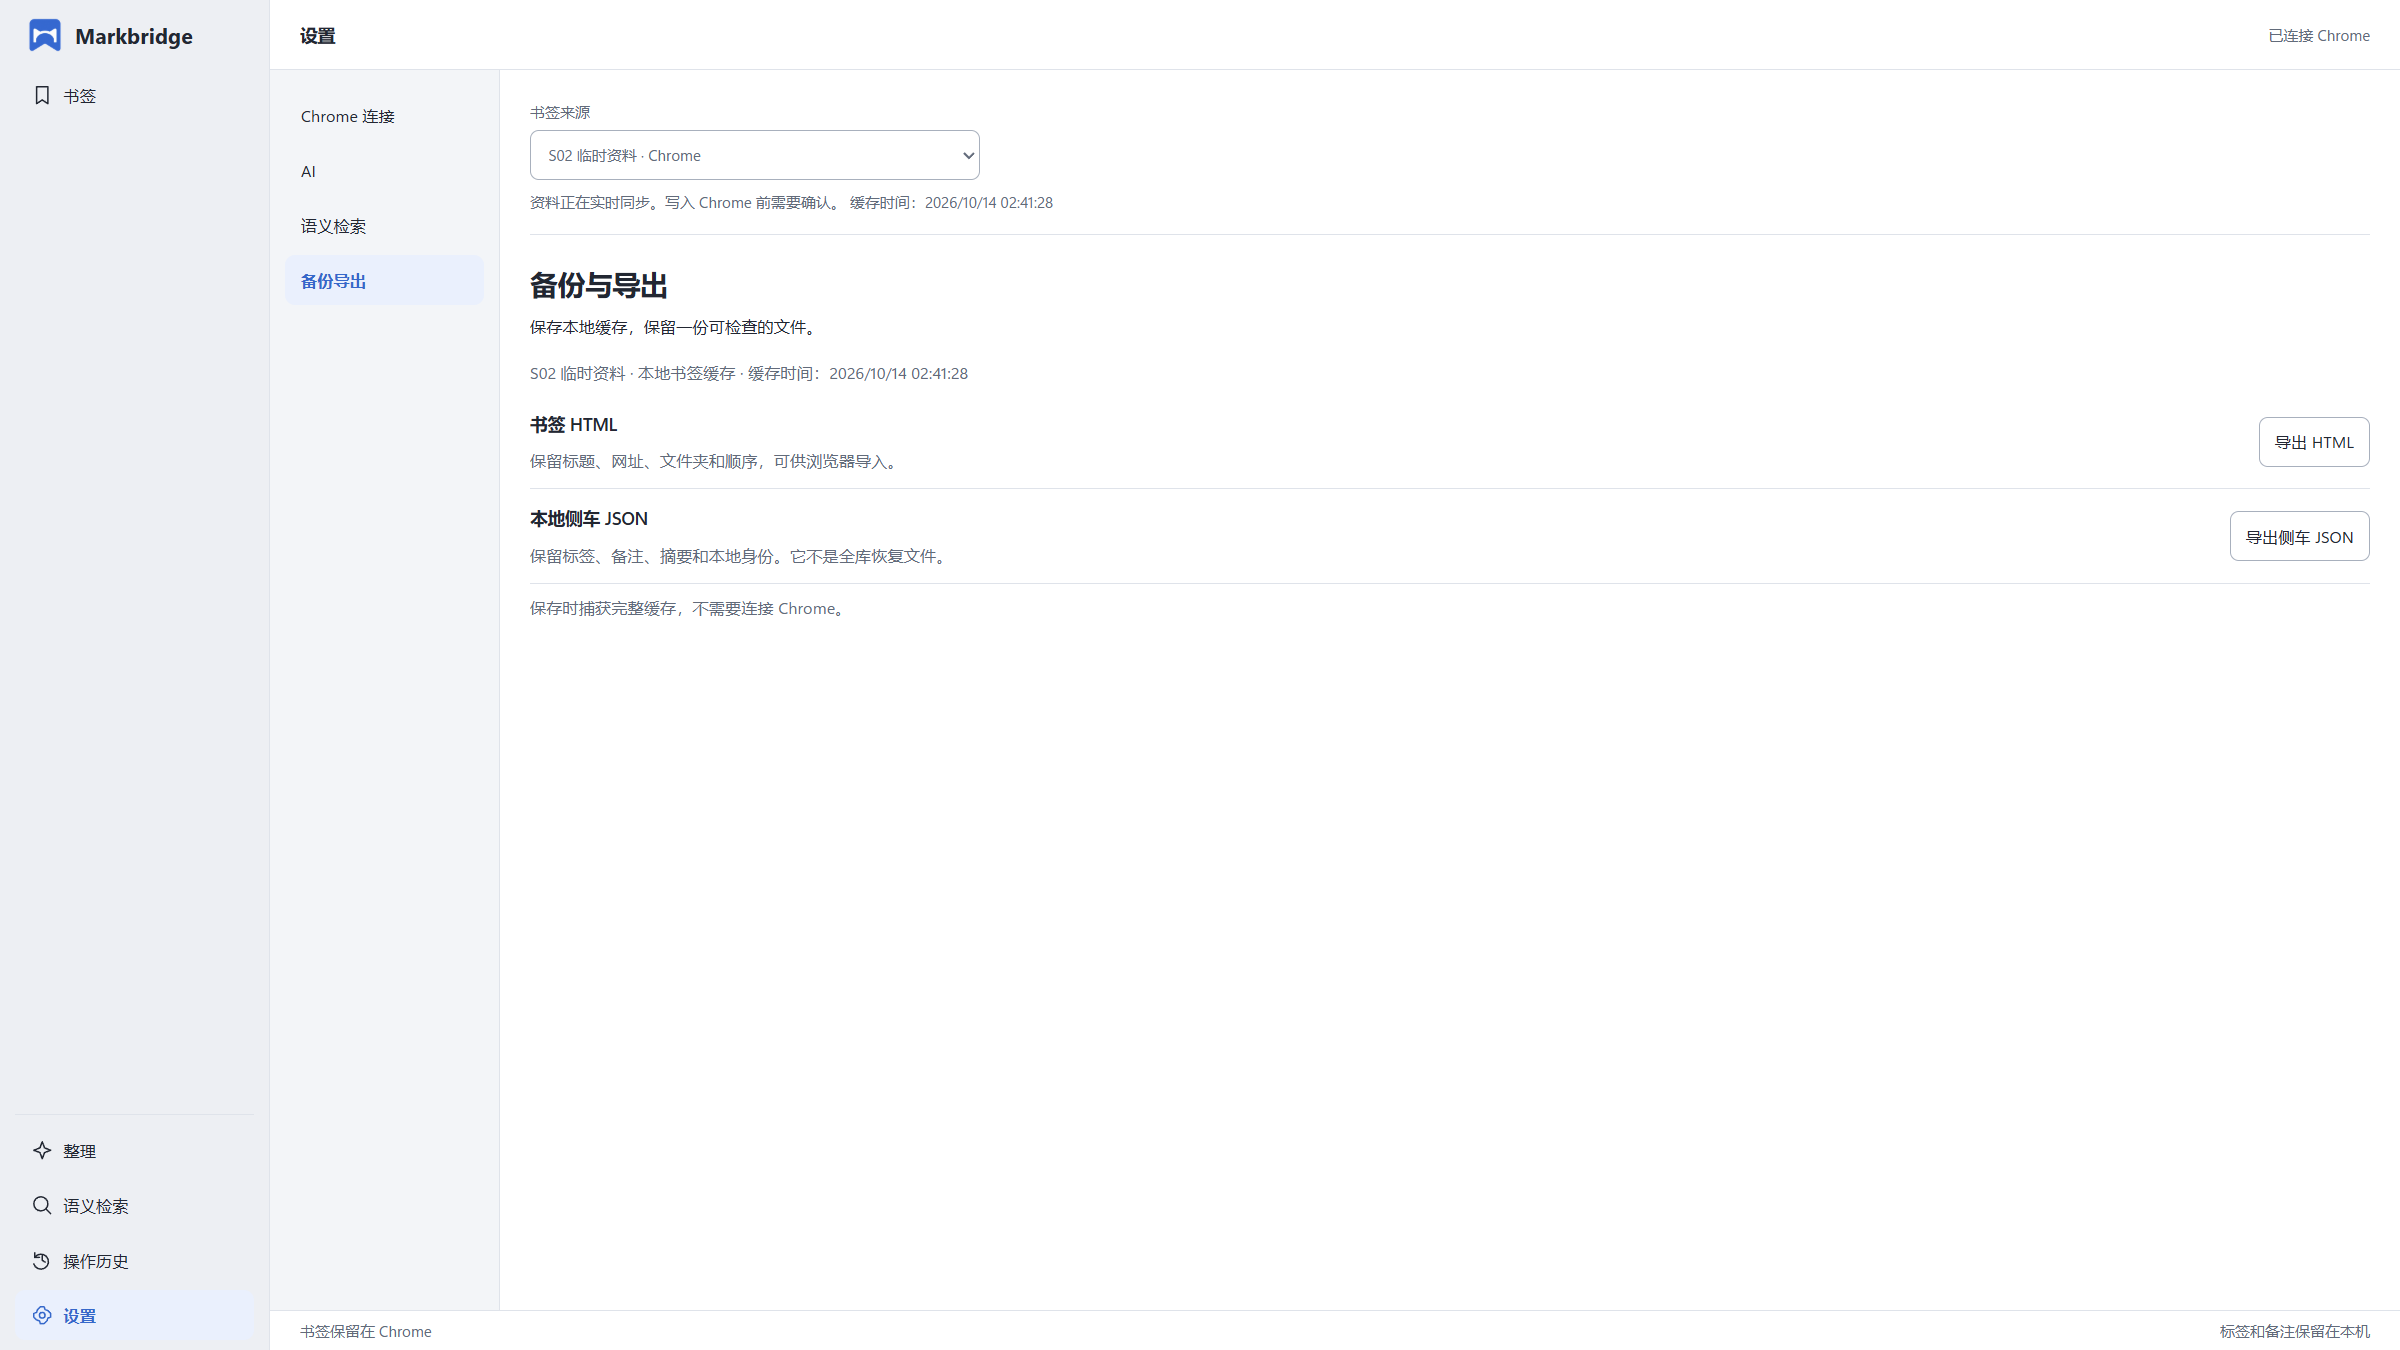 Markbridge
书签
整理
语义检索
操作历史
设置
设置
已连接 Chrome
Chrome 连接
AI
语义检索
备份导出
书签来源
S02 临时资料 · Chrome
资料正在实时同步。写入 Chrome 前需要确认。 缓存时间：2026/10/14 02:41:28
备份与导出
保存本地缓存，保留一份可检查的文件。
S02 临时资料 · 本地书签缓存 · 缓存时间：2026/10/14 02:41:28
书签 HTML
保留标题、网址、文件夹和顺序，可供浏览器导入。
导出 HTML
本地侧车 JSON
保留标签、备注、摘要和本地身份。它不是全库恢复文件。
导出侧车 JSON
保存时捕获完整缓存，不需要连接 Chrome。
书签保留在 Chrome
标签和备注保留在本机